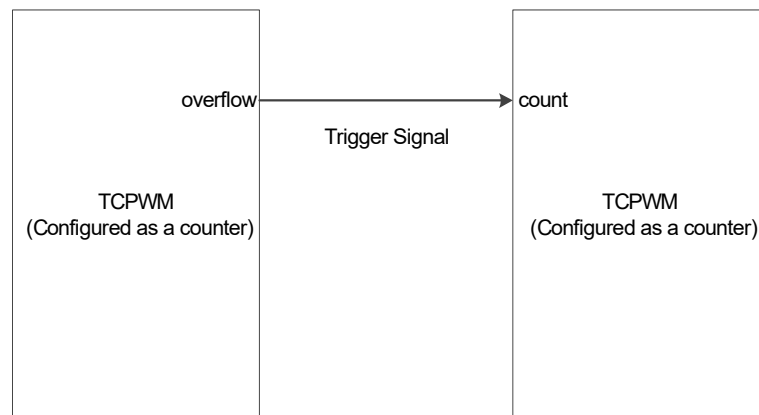 overflow
count
Trigger Signal
TCPWM
(Configured as a counter)
TCPWM
(Configured as a counter)